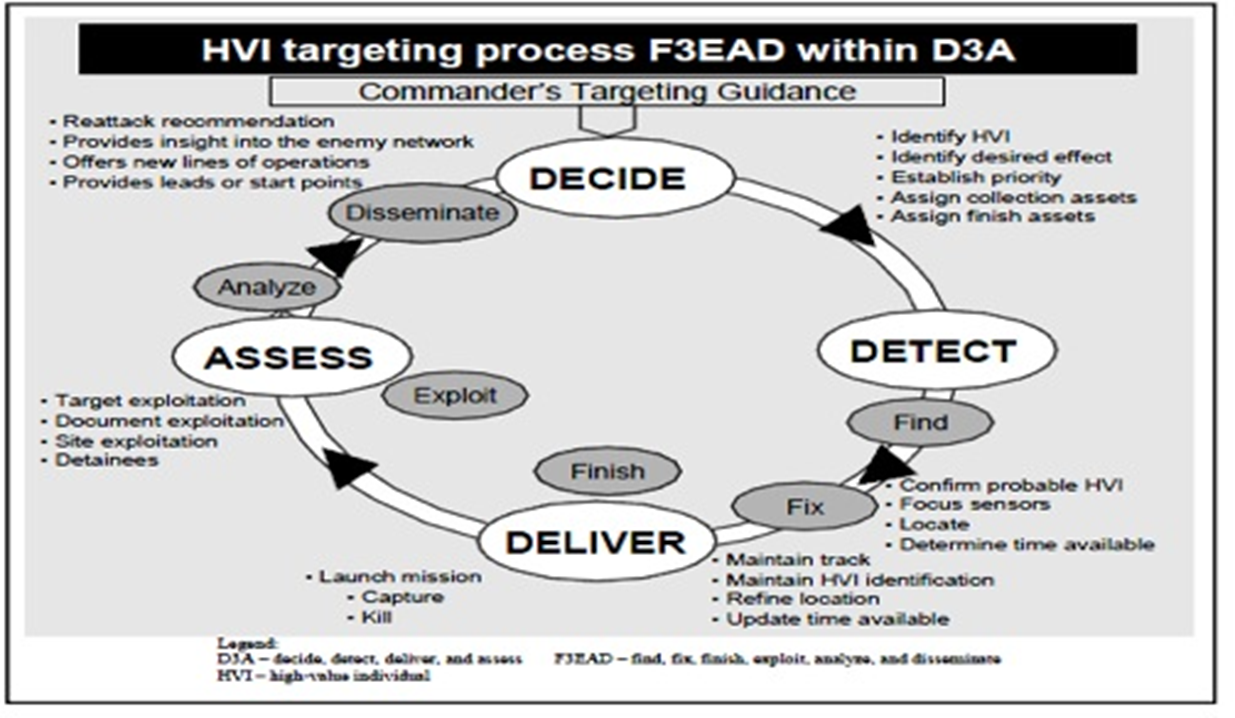 HVI targeting process F3EAD within D3A
Commander's Targeting Guidance
- Reattack recommendation
- Provides insight into the enemy network
- Offers new lines of operations
- Provides leads or start points
DECIDE
- Identify HVI
- Identify desired effect
- Establish priority
- Assign collection assets
- Assign finish assets
Disseminate
Analyze
ASSESS
DETECT
Exploit
Find
- Target exploitation
- Document exploitation
- Site exploitation
- Detainees
Finish
Fix
- Confirm probable HVI
- Focus sensors
- Locate
- Determine time available
DELIVER
- Maintain track
- Maintain HVI identification
- Refine location
- Update time available
- Launch mission
- Capture
- Kill
Legend:
D3A – decide, detect, deliver, and assess F3EAD – find, fix, finish, exploit, analyze, and disseminate
HVI – high-value individual